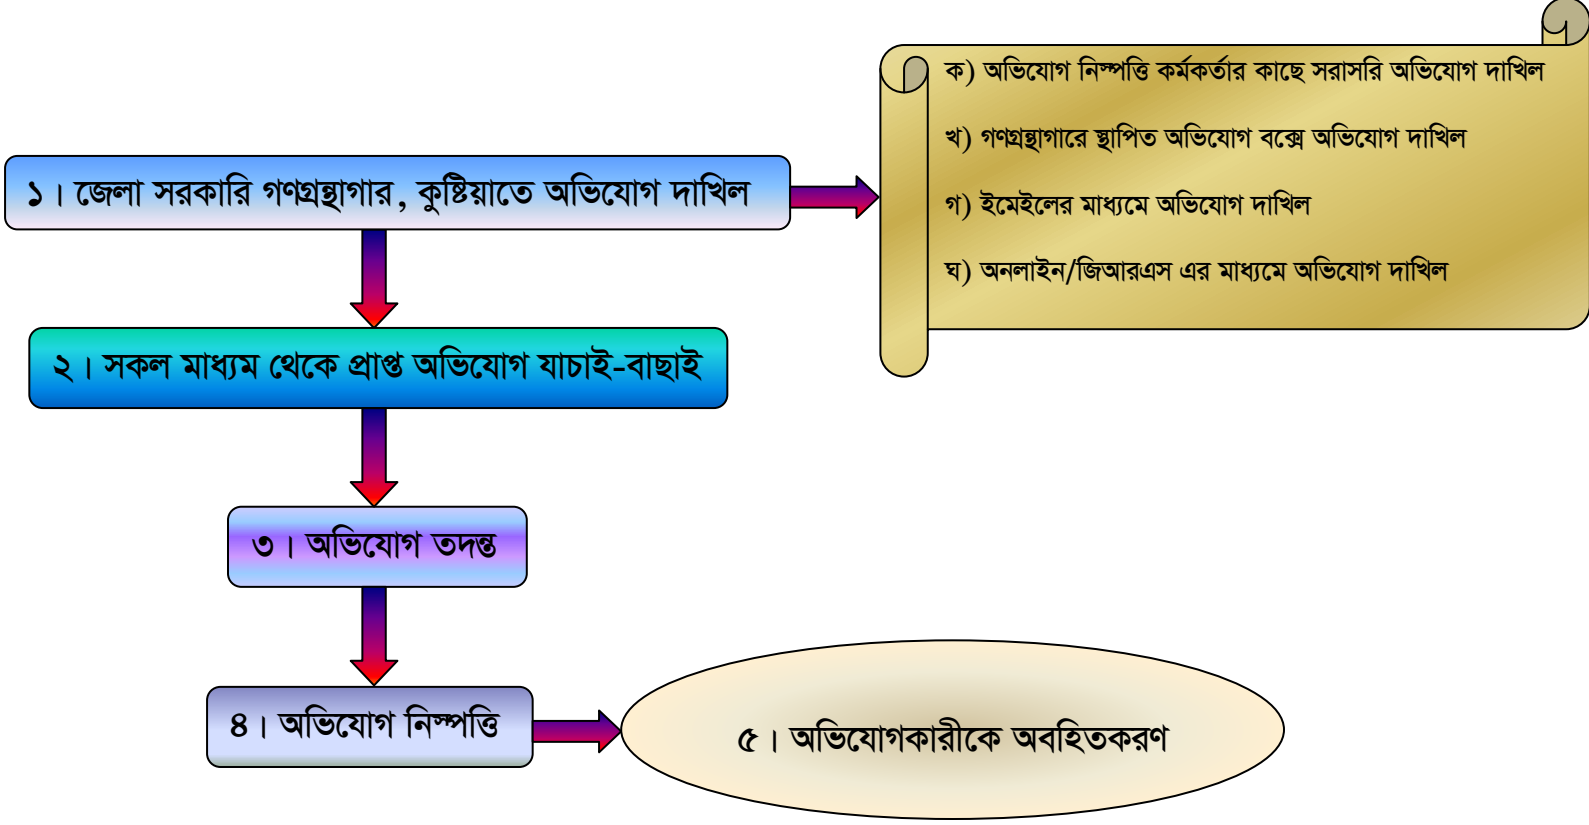 ক) অভিযোগ নিস্পত্তি কর্মকর্তার কাছে সরাসরি অভিযোগ দাখিল
খ) গণগ্রন্থাগারে স্থাপিত অভিযোগ বক্সে অভিযোগ দাখিল
গ) ইমেইলের মাধ্যমে অভিযোগ দাখিল
ঘ) অনলাইন/জিআরএস এর মাধ্যমে অভিযোগ দাখিল
১। জেলা সরকারি গণগ্রন্থাগার, কুষ্টিয়াতে অভিযোগ দাখিল
২। সকল মাধ্যম থেকে প্রাপ্ত অভিযোগ যাচাই-বাছাই
৩। অভিযোগ তদন্ত
৪। অভিযোগ নিস্পত্তি
৫। অভিযোগকারীকে অবহিতকরণ